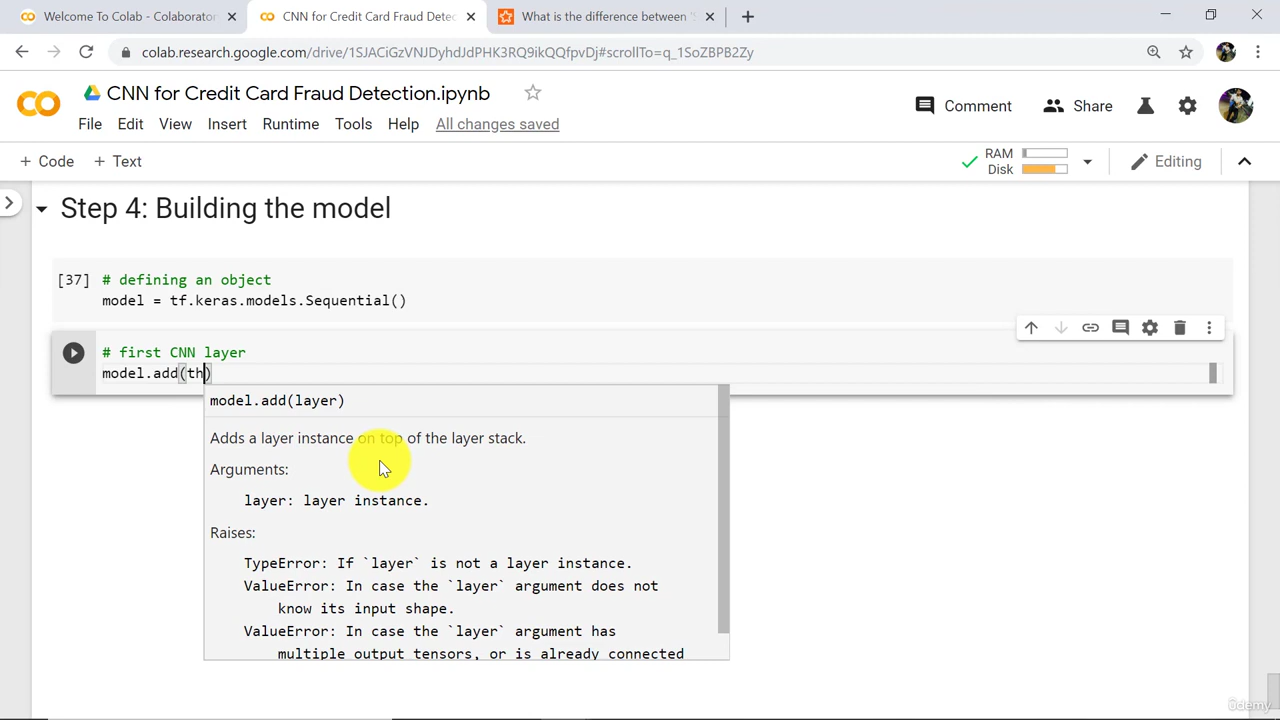 Welcome To Colab - Colaborator
CNN for Credit Card Fraud Detec
What is the difference between '
colab.research.google.com/drive/1SJACiGzVNJDyhdJdPHK3RQ9ikQQfpvDj#scrollTo=q_1SoZBPB2Zy
CNN for Credit Card Fraud Detection.ipynb
Comment
Share
File Edit View Insert Runtime Tools Help All changes saved
+ Code + Text
RAM
Disk
Editing
Step 4: Building the model
[37] # defining an object
model = tf.keras.models.Sequential()
# first CNN layer
model.add(th)
model.add(layer)
Adds a layer instance on top of the layer stack.
Arguments:
layer: layer instance.
Raises:
TypeError: If `layer` is not a layer instance.
ValueError: In case the `layer` argument does not
know its input shape.
ValueError: In case the `layer` argument has
multiple output tensors, or is already connected
ûdemy